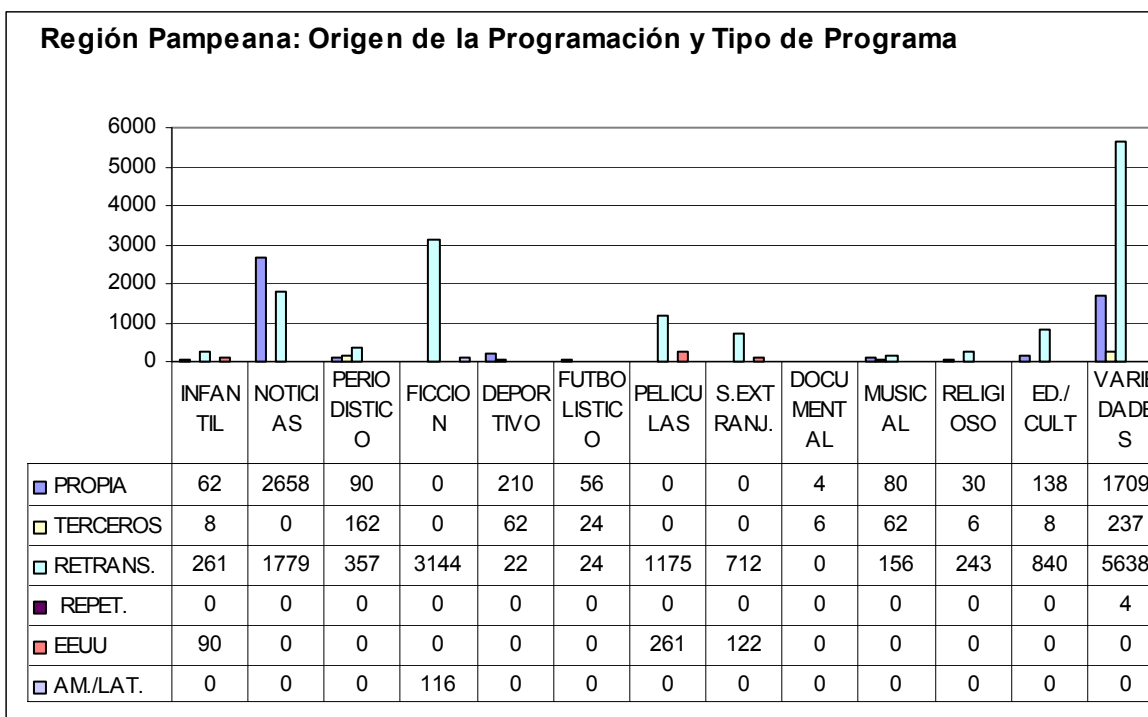 Región Pampeana: Origen de la Programación y Tipo de Programa
6000
5000
4000
3000
2000
1000
0
INFAN
TIL
NOTICI
AS
PERIO
DISTIC
O
FICCIO
N
DEPOR
TIVO
FUTBO
LISTIC
O
PELICU
LAS
S.EXT
RANJ.
DOCU
MENT
AL
MUSIC
AL
RELIGI
OSO
ED./
CULT
VARIE
DADE
S
PROPIA 62 2658 90 0 210 56 0 0 4 80 30 138 1709
TERCEROS 8 0 162 0 62 24 0 0 6 62 6 8 237
RETRANS. 261 1779 357 3144 22 24 1175 712 0 156 243 840 5638
REPET. 0 0 0 0 0 0 0 0 0 0 0 0 4
EEUU 90 0 0 0 0 0 261 122 0 0 0 0 0
AM./LAT. 0 0 0 116 0 0 0 0 0 0 0 0 0